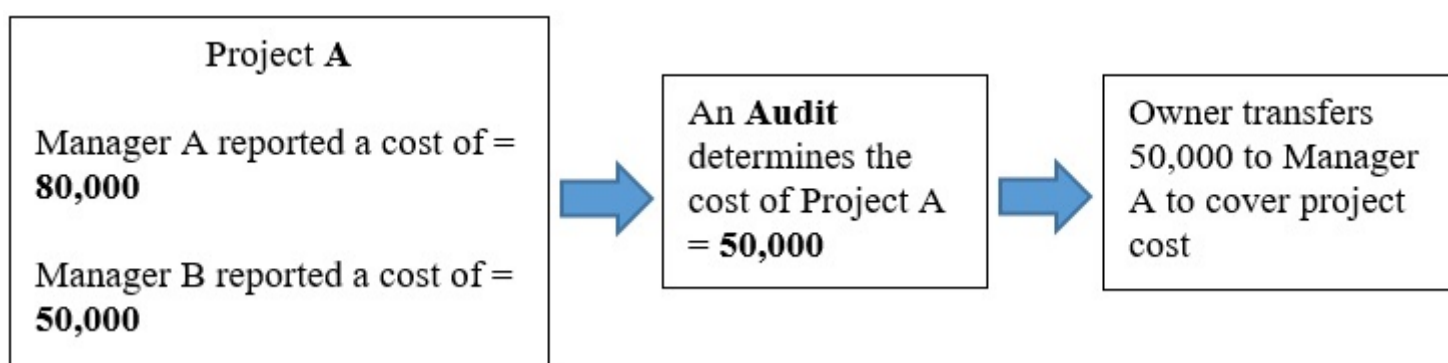 Project A
Manager A reported a cost of =
80,000
Manager B reported a cost of =
50,000
An Audit
determines the
cost of Project A
= 50,000
Owner transfers
50,000 to Manager
A to cover project
cost